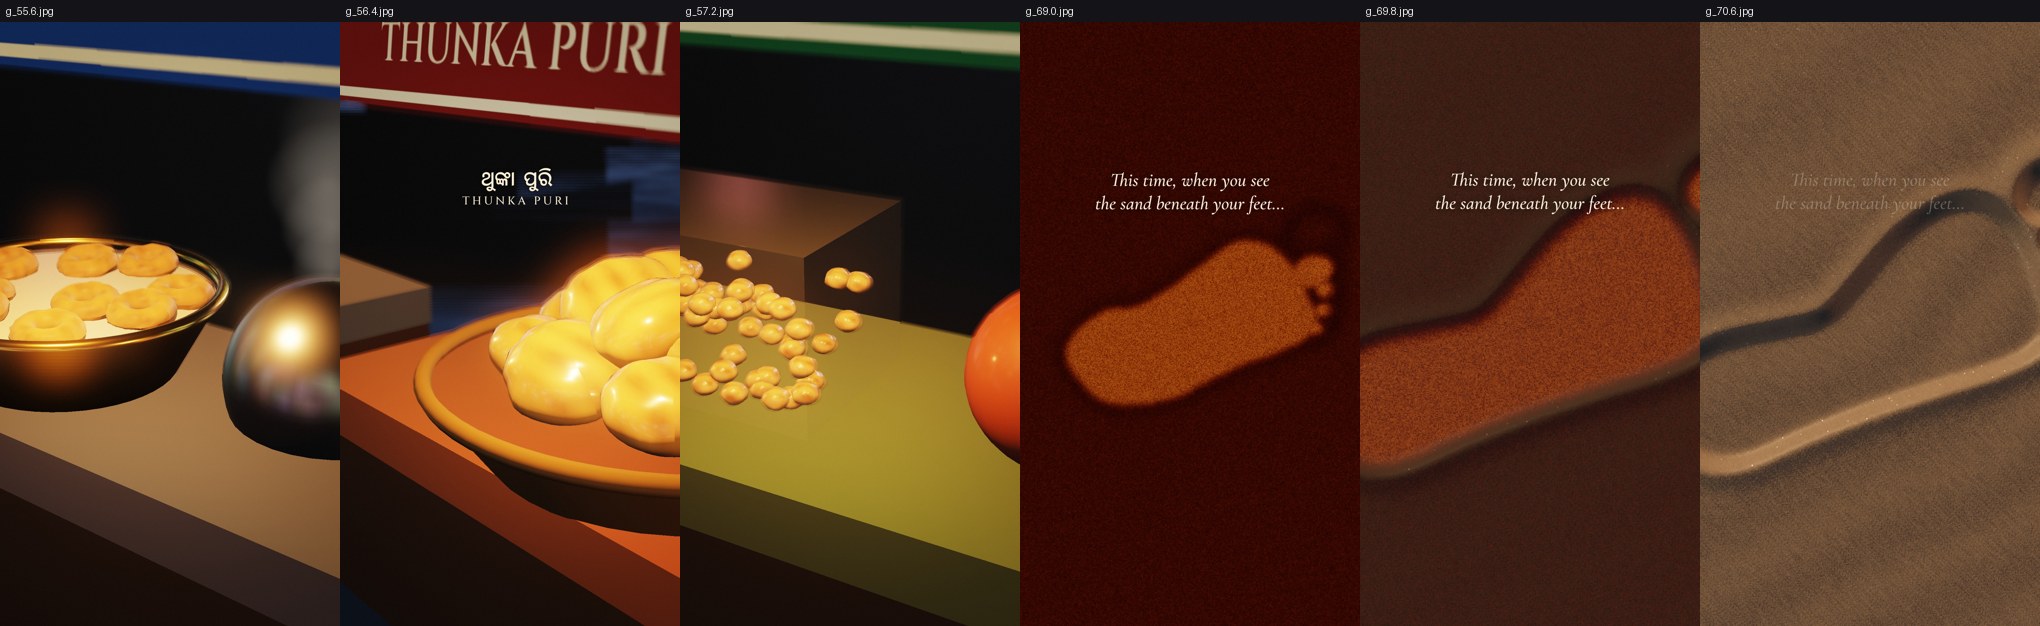 g_55.6.jpg
g_56.4.jpg
g_57.2.jpg
g_69.0.jpg
g_69.8.jpg
g_70.6.jpg
THUNKA PURI
ଥୁଙ୍କା ପୁରି
THUNKA PURI
This time, when you see
the sand beneath your feet...
This time, when you see
the sand beneath your feet...
This time, when you see
the sand beneath your feet...